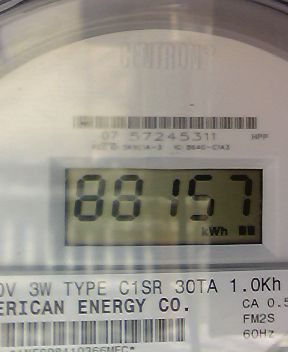 CENTRON®
07 57245311 HPP
88157
kWh
0V 3W TYPE C1SR 30TA 1.0Kh
ERICAN ENERGY CO.
CA 0.5
FM2S
60Hz